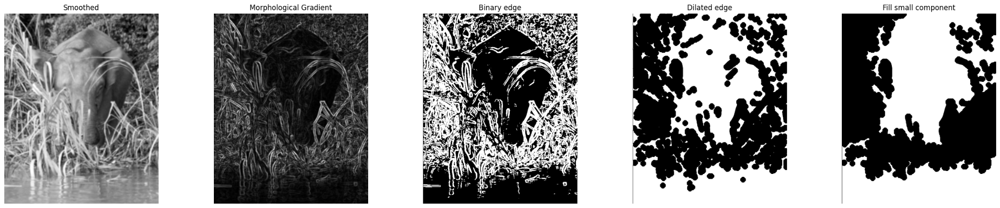 Smoothed
Morphological Gradient
Binary edge
Dilated edge
Fill small component